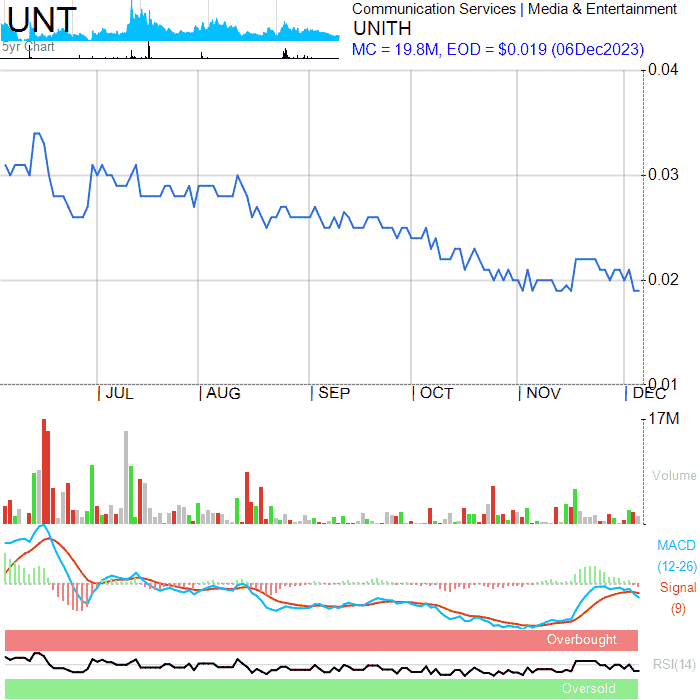 UNT
5yr Chart
Communication Services | Media & Entertainment
UNITH
MC = 19.8M, EOD = $0.019 (06Dec2023)
0.04
0.03
0.02
0.01
JUL
AUG
SEP
OCT
NOV
DEC
17M
Volume
MACD
(12-26)
Signal
(9)
Overbought
RSI(14)
Oversold